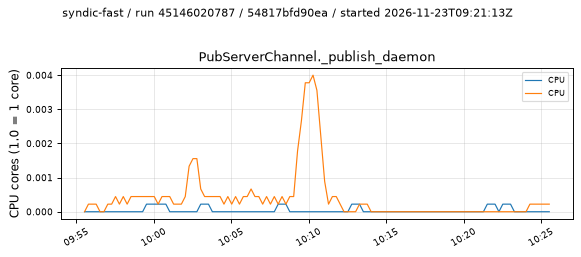 syndic-fast / run 45146020787 / 54817bfd90ea / started 2026-11-23T09:21:13Z
PubServerChannel._publish_daemon
CPU cores (1.0 = 1 core)
0.004
0.003
0.002
0.001
0.000
CPU
CPU
09:55
10:00
10:05
10:10
10:15
10:20
10:25